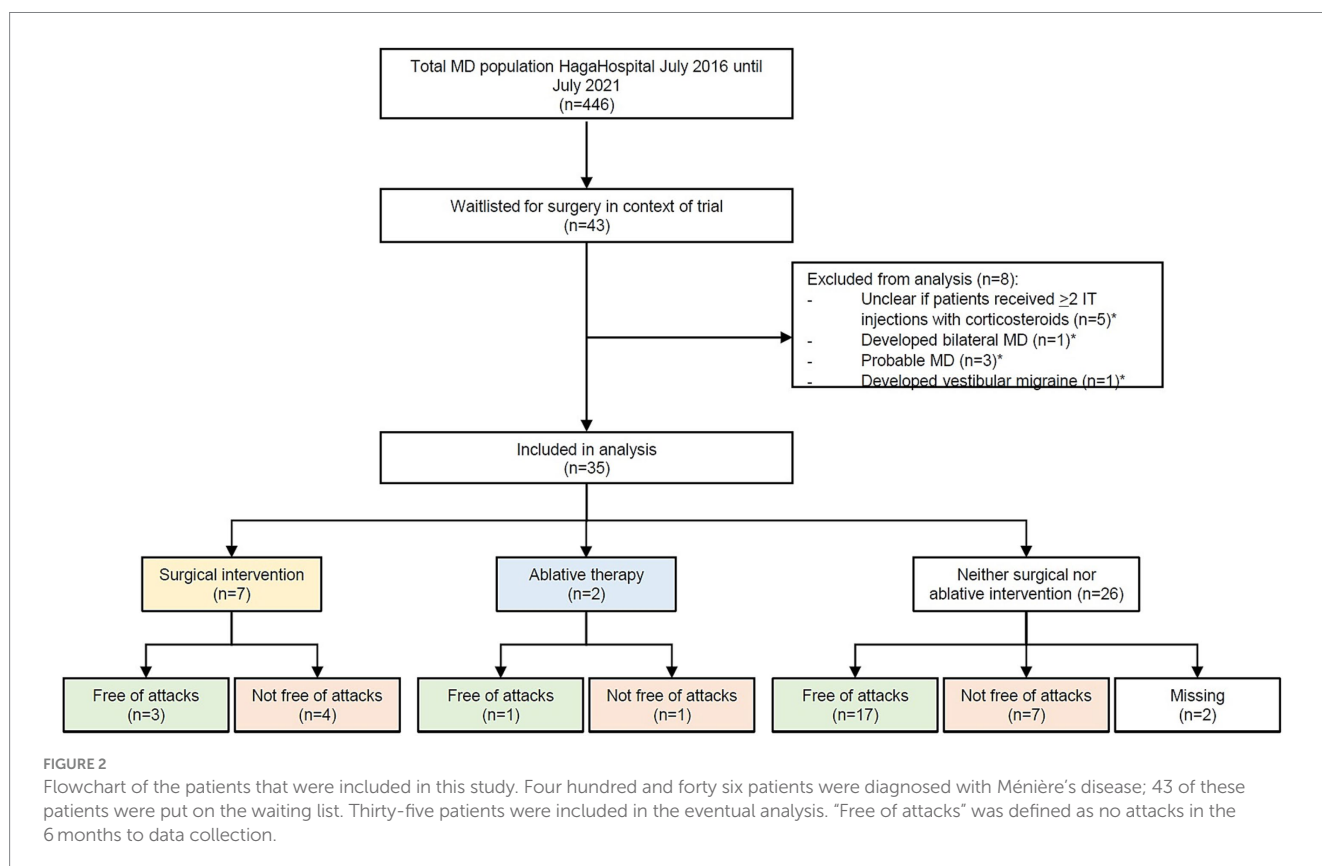 Total MD population HagaHospital July 2016 until
July 2021
(n=446)
Waitlisted for surgery in context of trial
(n=43)
Excluded from analysis (n=8):
- Unclear if patients received ≥2 IT
injections with corticosteroids (n=5)*
- Developed bilateral MD (n=1)*
- Probable MD (n=3)*
- Developed vestibular migraine (n=1)*
Included in analysis
(n=35)
Surgical intervention
(n=7)
Ablative therapy
(n=2)
Neither surgical nor
ablative intervention (n=26)
Free of attacks
(n=3)
Not free of attacks
(n=4)
Free of attacks
(n=1)
Not free of attacks
(n=1)
Free of attacks
(n=17)
Not free of attacks
(n=7)
Missing
(n=2)
FIGURE 2
Flowchart of the patients that were included in this study. Four hundred and forty six patients were diagnosed with Ménière's disease; 43 of these
patients were put on the waiting list. Thirty-five patients were included in the eventual analysis. "Free of attacks" was defined as no attacks in the
6 months to data collection.